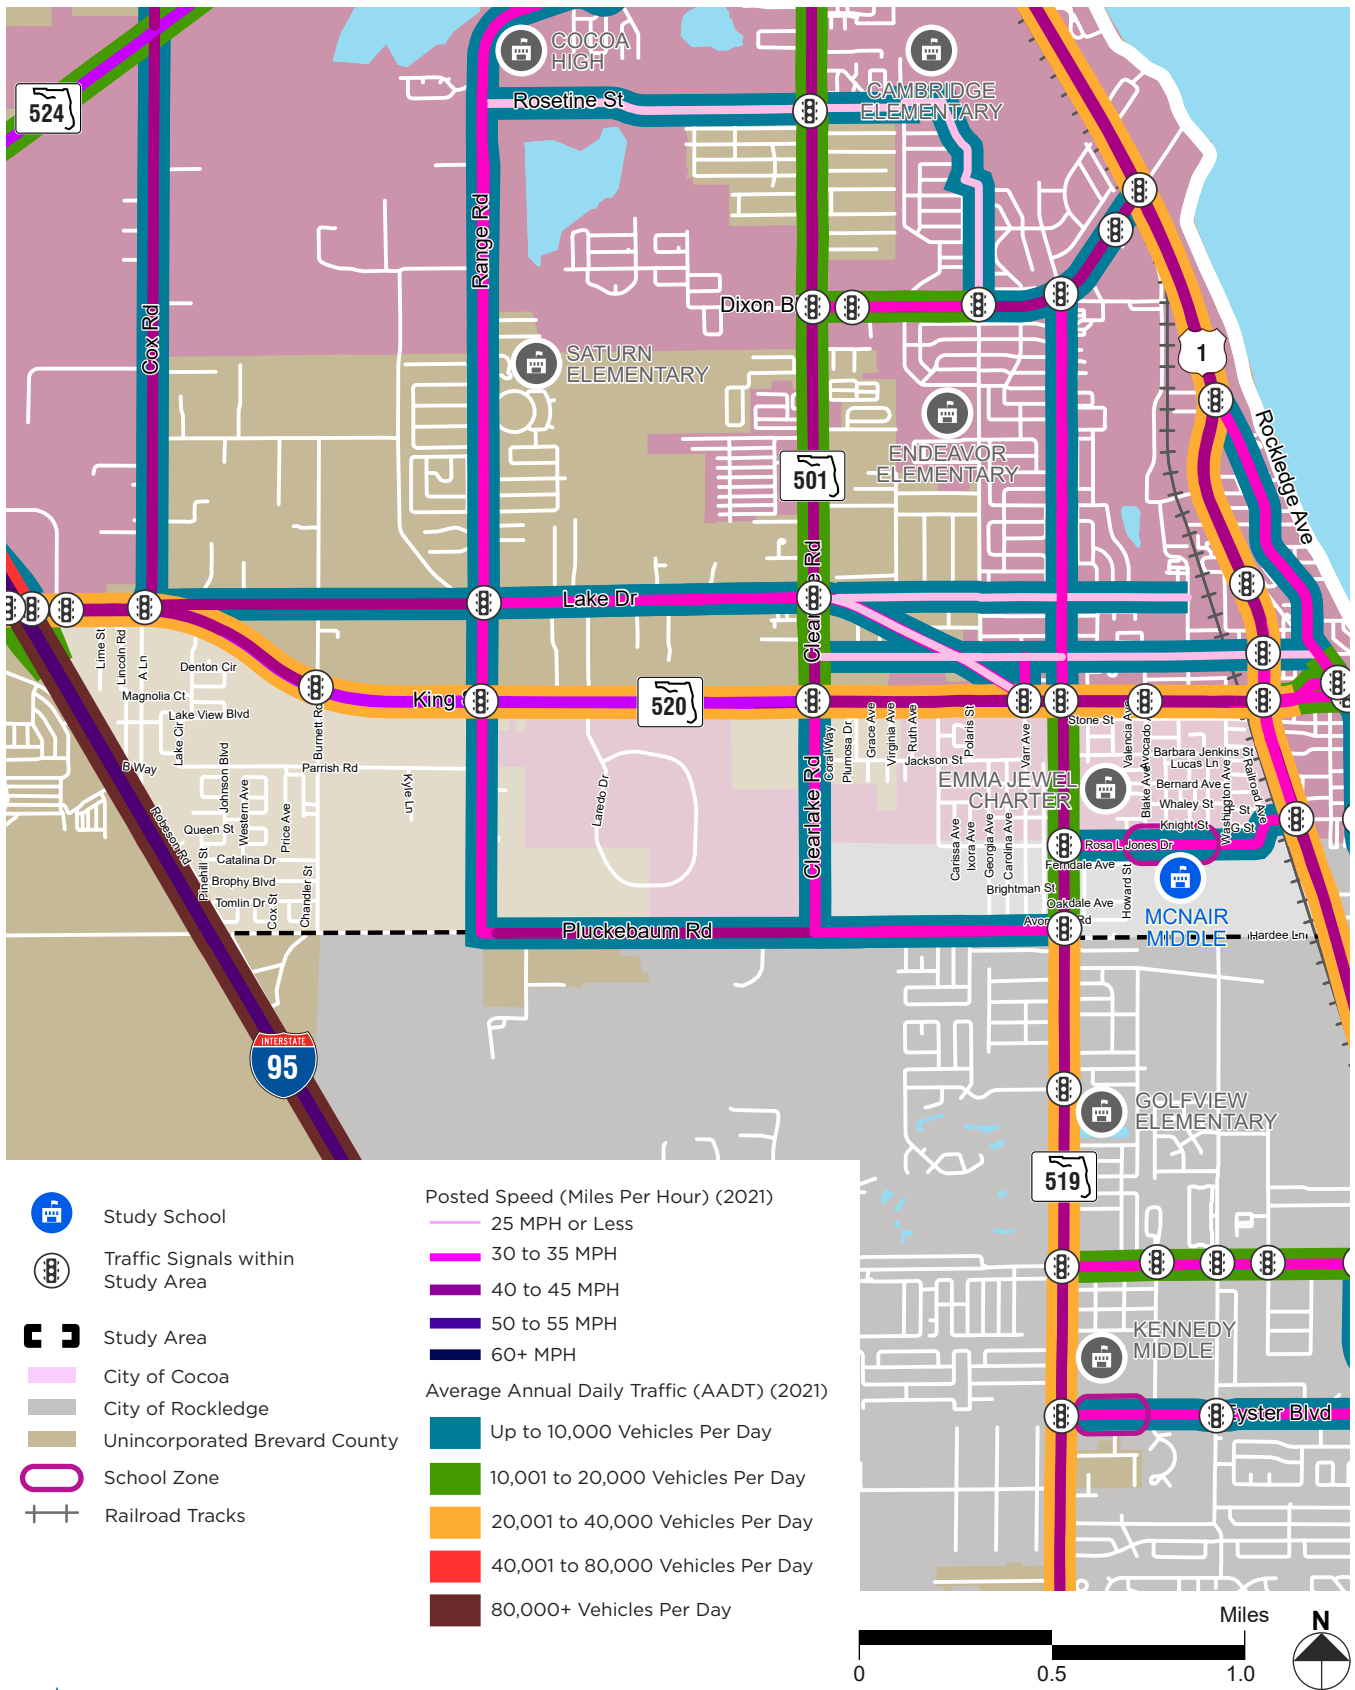 COCOA
HIGH
CAMBRIDGE
ELEMENTARY
524
Rosetine St
Range Rd
Dixon B
Cox Rd
SATURN
ELEMENTARY
1
ENDEAVOR
ELEMENTARY
Rockledge Ave
501
Clearlake Rd
Lake Dr
Lime St
Lincoln Rd
A Ln
Denton Cir
Magnolia Ct
Lake View Blvd
Lake Cir
Burnett Rd
King S
520
Stone St
Coral Way
Plumosa Dr
Grace Ave
Virginia Ave
Ruth Ave
Jackson St
Polaris St
Varr Ave
Valencia Ave
Avocado
Barbara Jenkins St
Lucas Ln
Bernard Ave
Whaley St
Knight St
St
G St
Washington Ave
Railroad Ave
Blake Ave
B Way
Johnson Blvd
Parrish Rd
Kyle Ln
Laredo Dr
Clearlake Rd
EMMA JEWEL
CHARTER
Robeson Rd
Western Ave
Price Ave
Queen St
Pinehill St
Catalina Dr
Brophy Blvd
Tomlin Dr
Cox St
Chandler St
Carissa Ave
Ixora Ave
Georgia Ave
Carolina Ave
Rosa L Jones Dr
Ferndale Ave
Brightman St
Oakdale Ave
Howard St
Avon Rd
MCNAIR
MIDDLE
Hardee Ln
Pluckebaum Rd
INTERSTATE
95
GOLFVIEW
ELEMENTARY
519
KENNEDY
MIDDLE
Eyster Blvd
Study School
Traffic Signals within
Study Area
Study Area
City of Cocoa
City of Rockledge
Unincorporated Brevard County
School Zone
Railroad Tracks
Posted Speed (Miles Per Hour) (2021)
25 MPH or Less
30 to 35 MPH
40 to 45 MPH
50 to 55 MPH
60+ MPH
Average Annual Daily Traffic (AADT) (2021)
Up to 10,000 Vehicles Per Day
10,001 to 20,000 Vehicles Per Day
20,001 to 40,000 Vehicles Per Day
40,001 to 80,000 Vehicles Per Day
80,000+ Vehicles Per Day
Miles
0
0.5
1.0
N